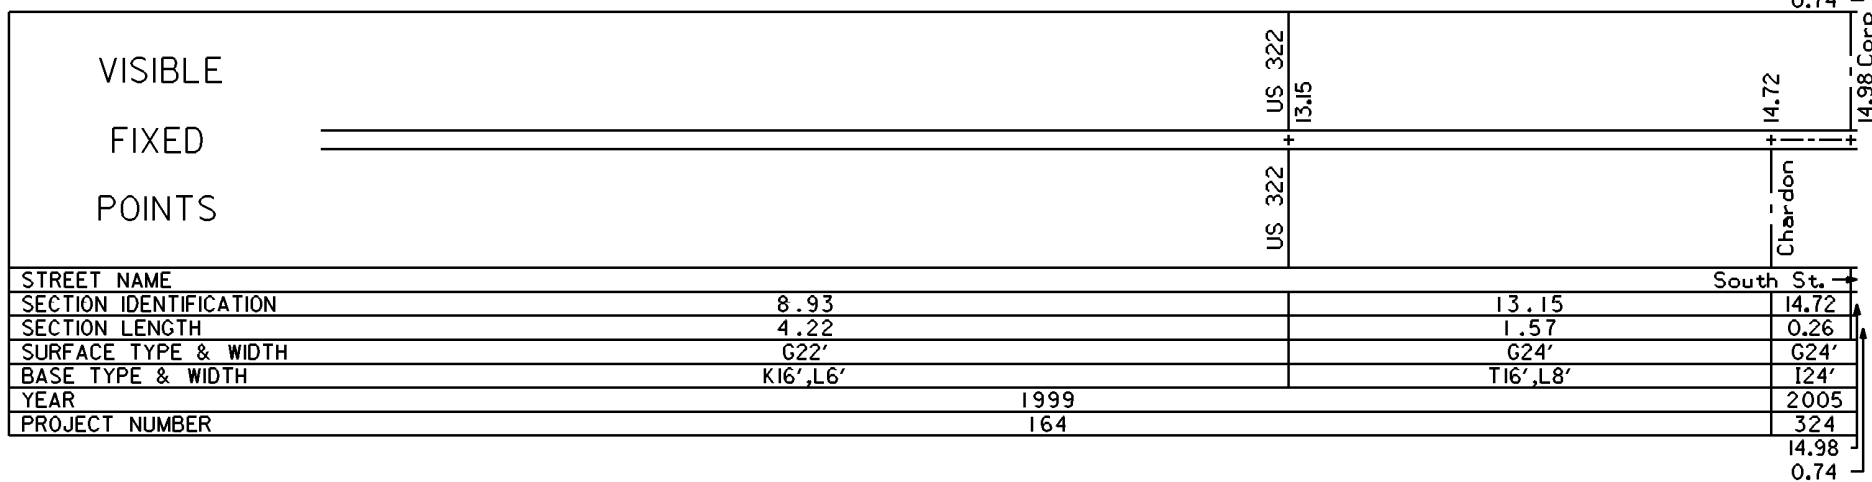 0.74
VISIBLE
FIXED
POINTS
US 322
13.15
14.72
14.98 Corp
US 322
Chardon
STREET NAME South St.
SECTION IDENTIFICATION 8.93 13.15 14.72
SECTION LENGTH 4.22 1.57 0.26
SURFACE TYPE & WIDTH G22' G24' G24'
BASE TYPE & WIDTH K16',L6' T16',L8' I24'
YEAR 1999 2005
PROJECT NUMBER 164 324
14.98
0.74